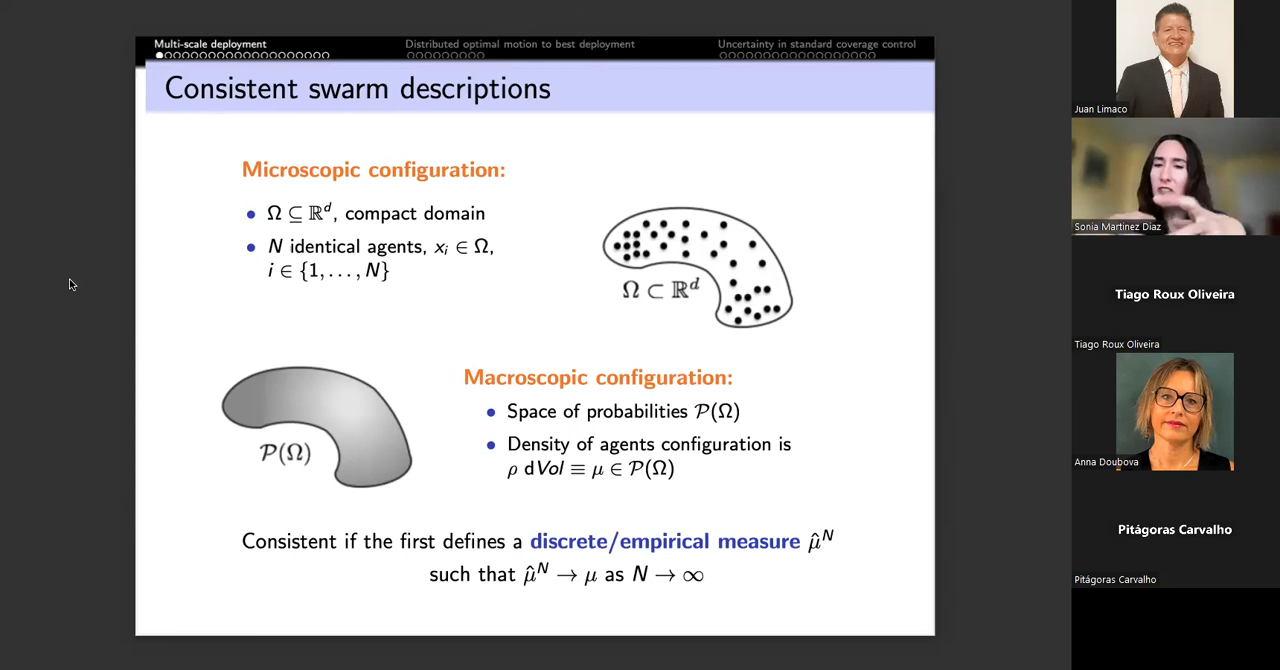 Multi-scale deployment
Distributed optimal motion to best deployment
Uncertainty in standard coverage control
Consistent swarm descriptions
Microscopic configuration:
• Ω ⊆ ℝᵈ, compact domain
• N identical agents, xᵢ ∈ Ω,
i ∈ {1, . . . , N}
Ω ⊂ ℝᵈ
Macroscopic configuration:
• Space of probabilities 𝒫(Ω)
• Density of agents configuration is
ρ dVol ≡ μ ∈ 𝒫(Ω)
𝒫(Ω)
Consistent if the first defines a discrete/empirical measure μ̂ᴺ
such that μ̂ᴺ → μ as N → ∞
Juan Limaco
Sonia Martinez Diaz
Tiago Roux Oliveira
Tiago Roux Oliveira
Anna Doubova
Pitágoras Carvalho
Pitágoras Carvalho